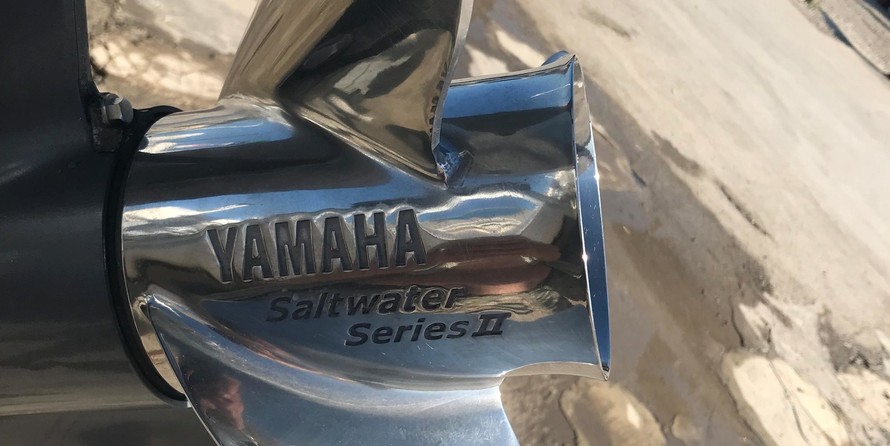 YAMAHA
Saltwater
Series II